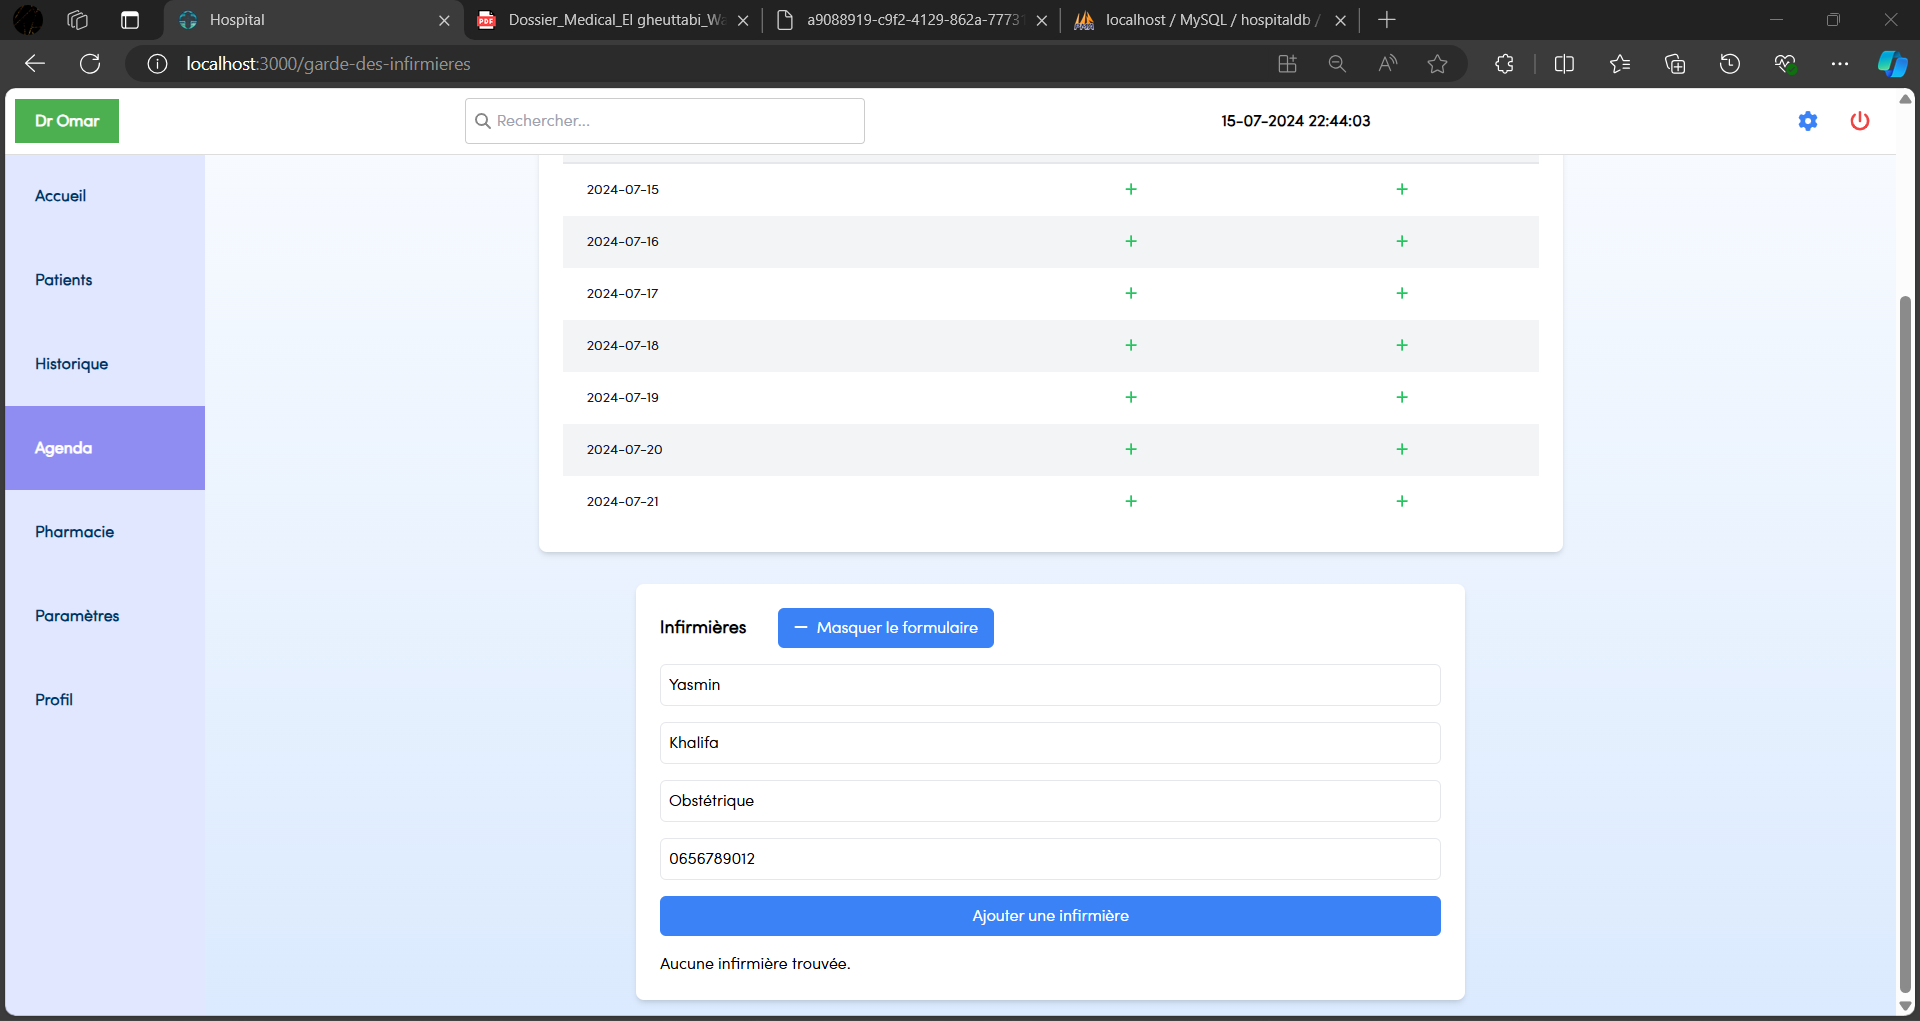 Hospital
Dossier_Medical_El gheuttabi_Wa
a9088919-c9f2-4129-862a-77731
localhost / MySQL / hospitaldb /
localhost:3000/garde-des-infirmieres
Dr Omar
Rechercher...
15-07-2024 22:44:03
Accueil
Patients
Historique
Agenda
Pharmacie
Paramètres
Profil
2024-07-15 + +
2024-07-16 + +
2024-07-17 + +
2024-07-18 + +
2024-07-19 + +
2024-07-20 + +
2024-07-21 + +
Infirmières
— Masquer le formulaire
Yasmin
Khalifa
Obstétrique
0656789012
Ajouter une infirmière
Aucune infirmière trouvée.